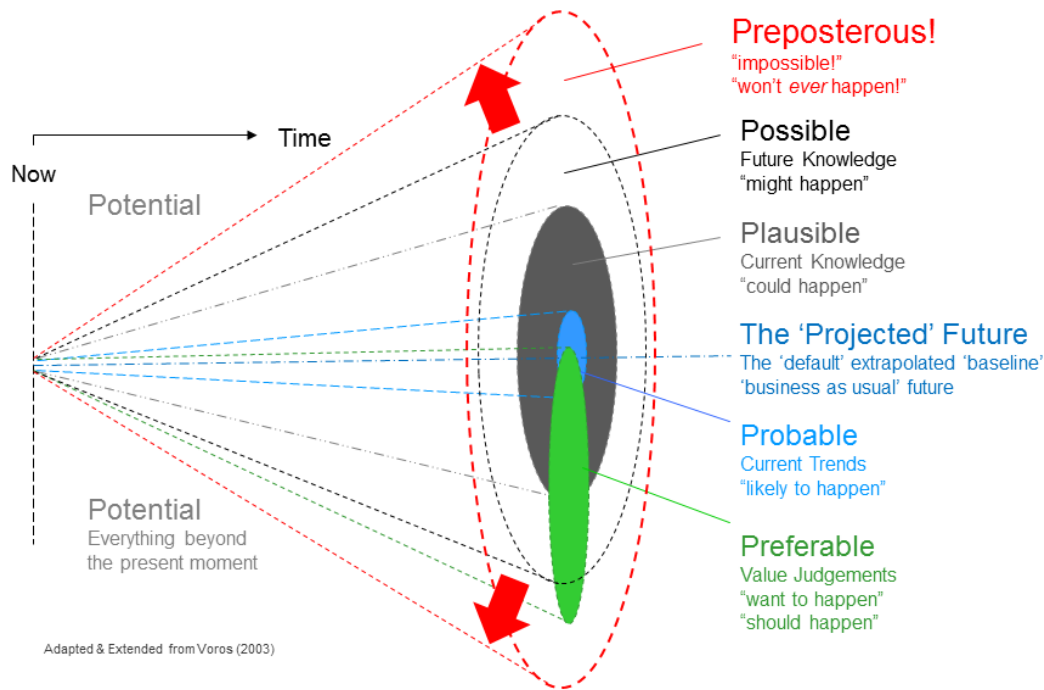 Preposterous!
“impossible!”
“won’t ever happen!”
Time
Now
Potential
Possible
Future Knowledge
“might happen”
Plausible
Current Knowledge
“could happen”
The ‘Projected’ Future
The ‘default’ extrapolated ‘baseline’
‘business as usual’ future
Probable
Current Trends
“likely to happen”
Potential
Everything beyond
the present moment
Preferable
Value Judgements
“want to happen”
“should happen”
Adapted & Extended from Voros (2003)